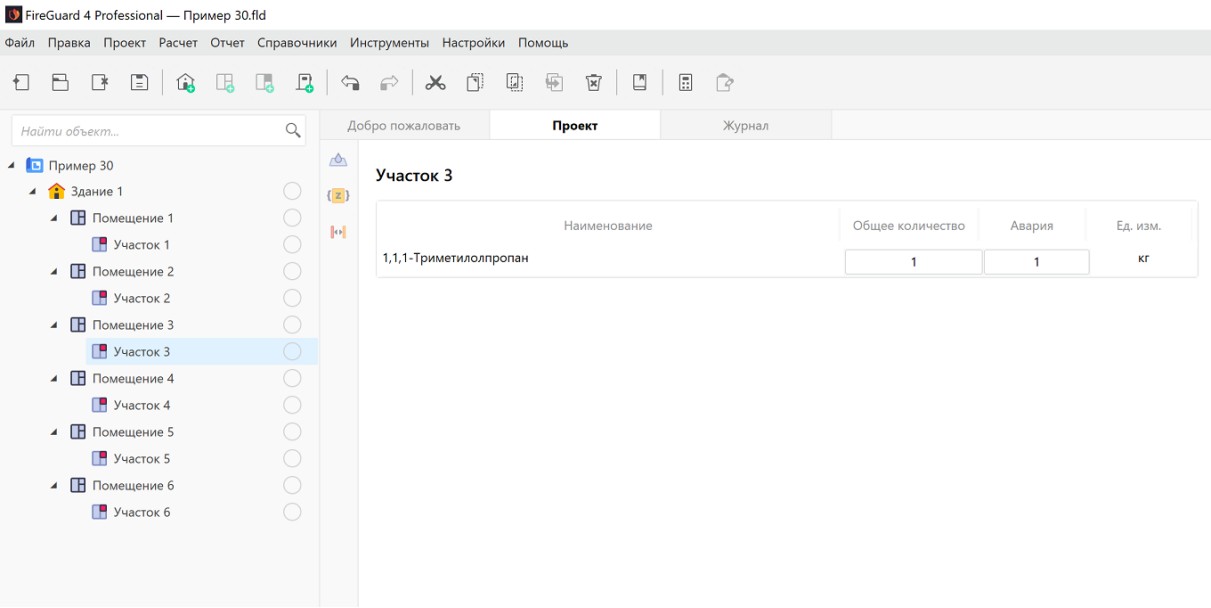 FireGuard 4 Professional — Пример 30.fld
Файл Правка Проект Расчет Отчет Справочники Инструменты Настройки Помощь
Найти объект...
Добро пожаловать Проект Журнал
Пример 30
Здание 1
Помещение 1
Участок 1
Помещение 2
Участок 2
Помещение 3
Участок 3
Помещение 4
Участок 4
Помещение 5
Участок 5
Помещение 6
Участок 6
{z}
Участок 3
Наименование Общее количество Авария Ед. изм.
1,1,1-Триметилолпропан 1 1 кг